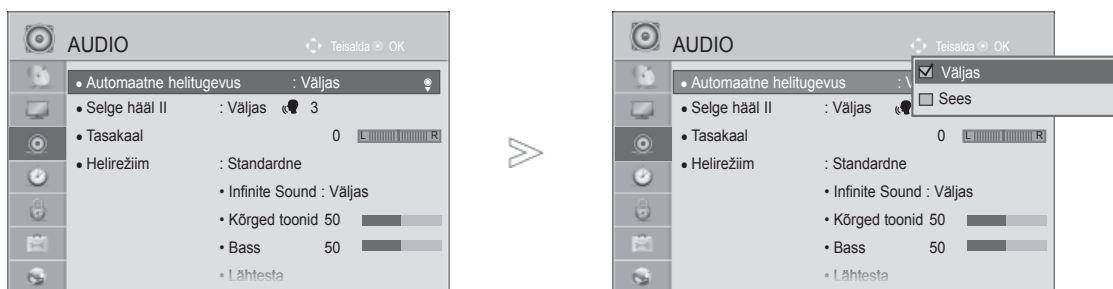 AUDIO
Teisalda OK
• Automaatne helitugevus : Väljas
• Selge hääl II : Väljas 3
• Tasakaal 0 L R
• Helirežiim : Standardne
• Infinite Sound : Väljas
• Kõrged toonid 50
• Bass 50
• Lähtesta
AUDIO
Teisalda OK
• Automaatne helitugevus : V
Väljas
Sees
• Selge hääl II : Väljas
• Tasakaal 0 L R
• Helirežiim : Standardne
• Infinite Sound : Väljas
• Kõrged toonid 50
• Bass 50
• Lähtesta